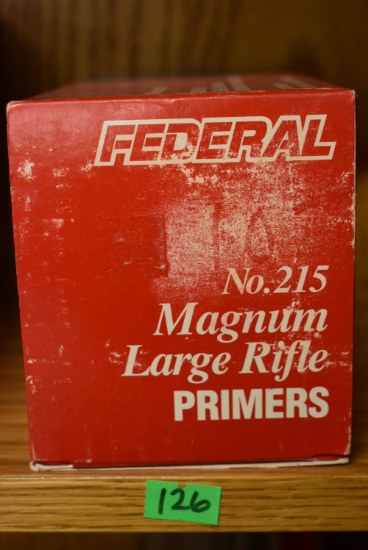 FEDERAL
No.215
Magnum
Large Rifle
PRIMERS
126